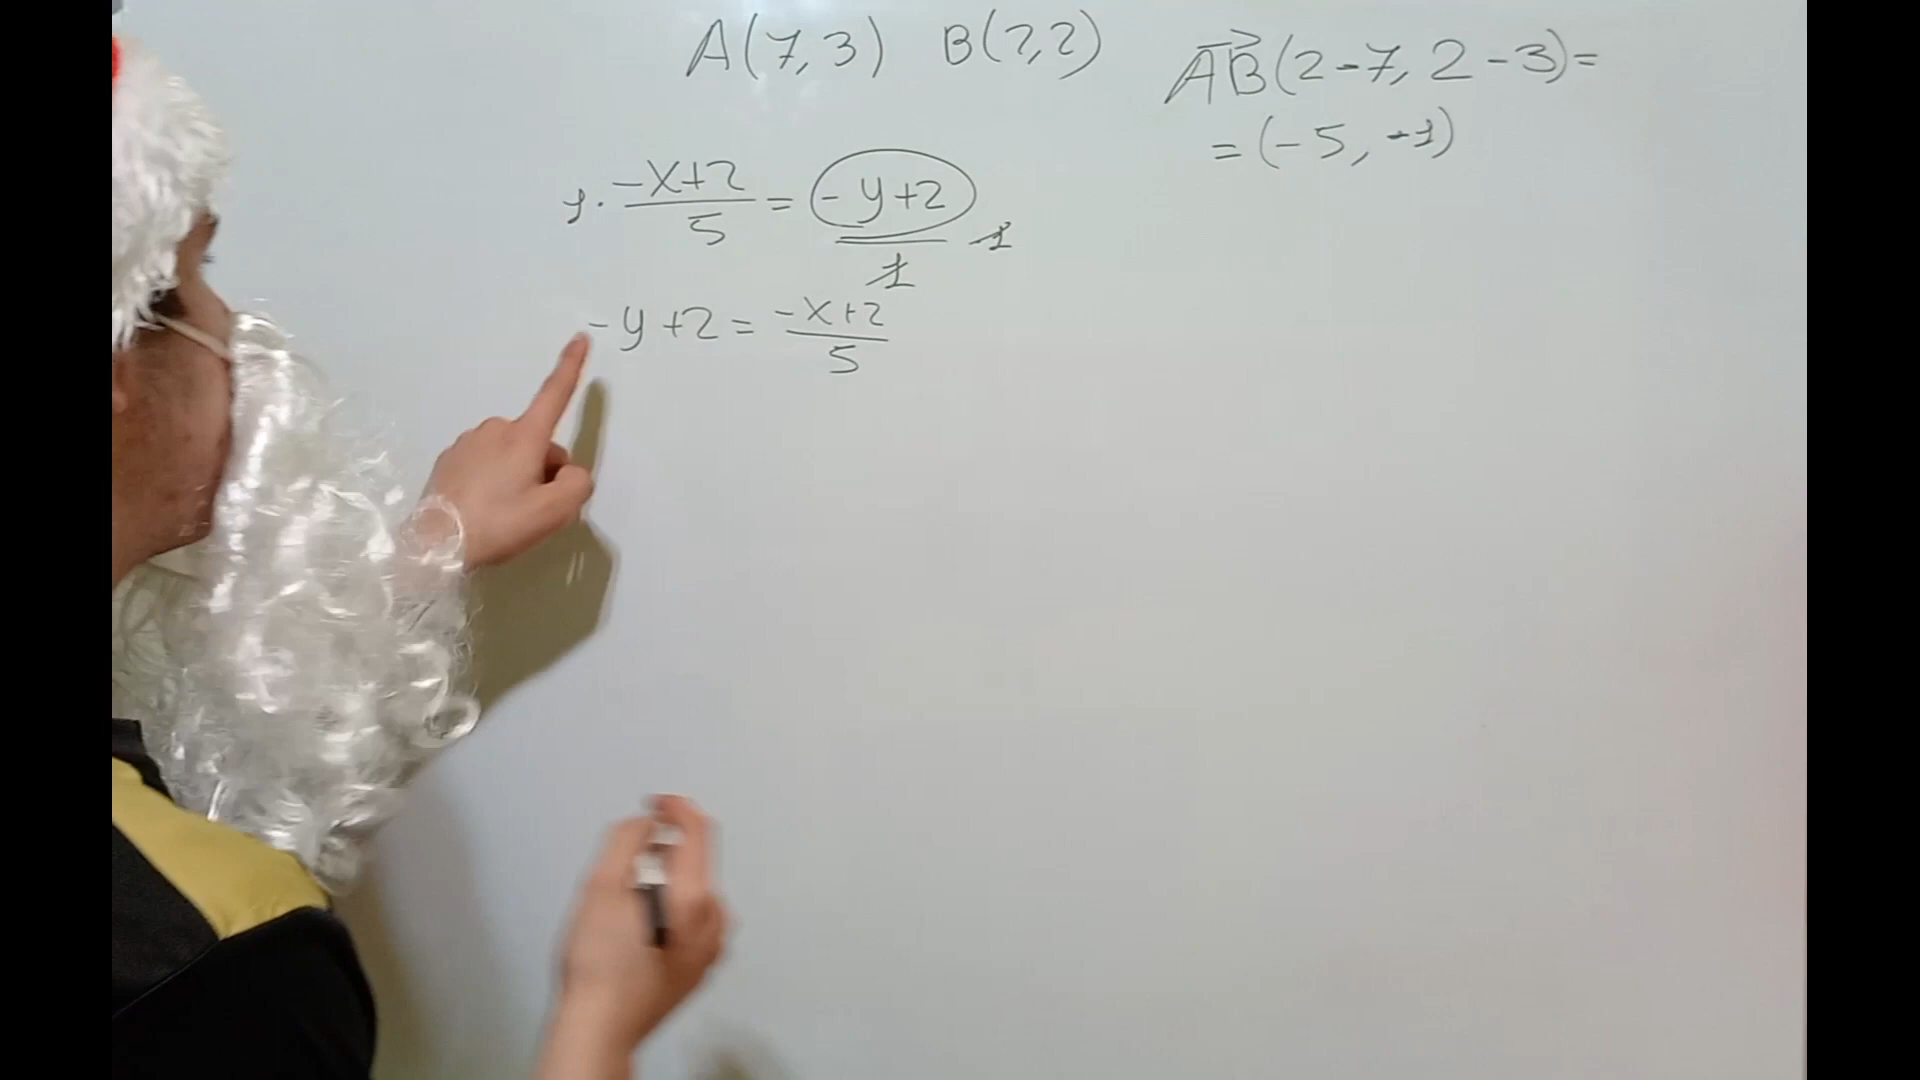 A(7,3) B(2,2)
AB(2-7, 2-3)=
=(-5, -1)
1· -x+2/5 = -y+2/1 ·1
-y+2 = -x+2/5